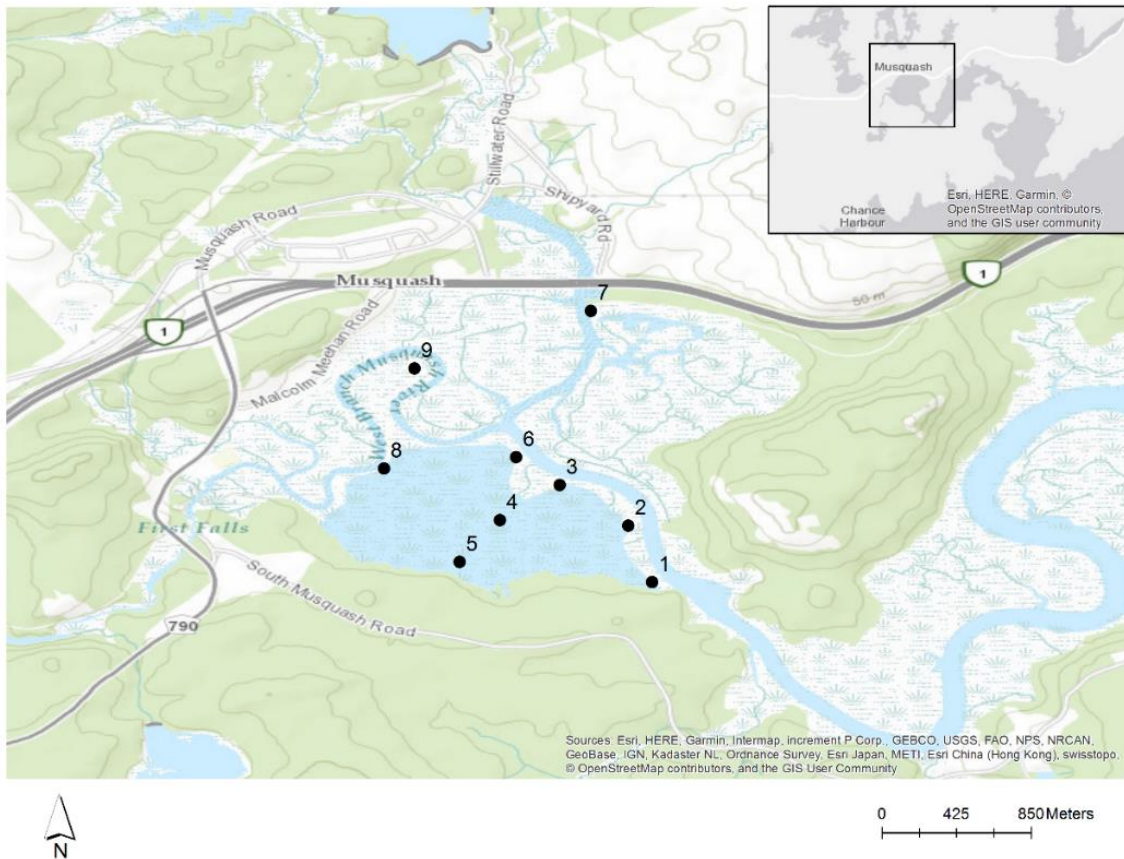 Musquash
Esri, HERE, Garmin, ©
OpenStreetMap contributors,
and the GIS user community
Chance
Harbour
Stillwater Road
Shipyard Rd
Musquash Road
Musquash
1
1
50 m
7
Malcolm Meehan Road
9
West Branch Musquash River
6
8
3
4
2
First Falls
5
1
South Musquash Road
790
Sources: Esri, HERE, Garmin, Intermap, increment P Corp., GEBCO, USGS, FAO, NPS, NRCAN,
GeoBase, IGN, Kadaster NL, Ordnance Survey, Esri Japan, METI, Esri China (Hong Kong), swisstopo,
© OpenStreetMap contributors, and the GIS User Community
N
0 425 850 Meters